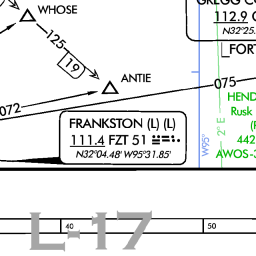 GREGG CO
112.9
N32°25.
WHOSE
125
19
ANTIE
FORT
075
072
HEND
Rusk
FRANKSTON (L) (L)
111.4 FZT 51
N32°04.48' W95°31.85'
W95°
2° E
442
AWOS-3
40
50
L-17